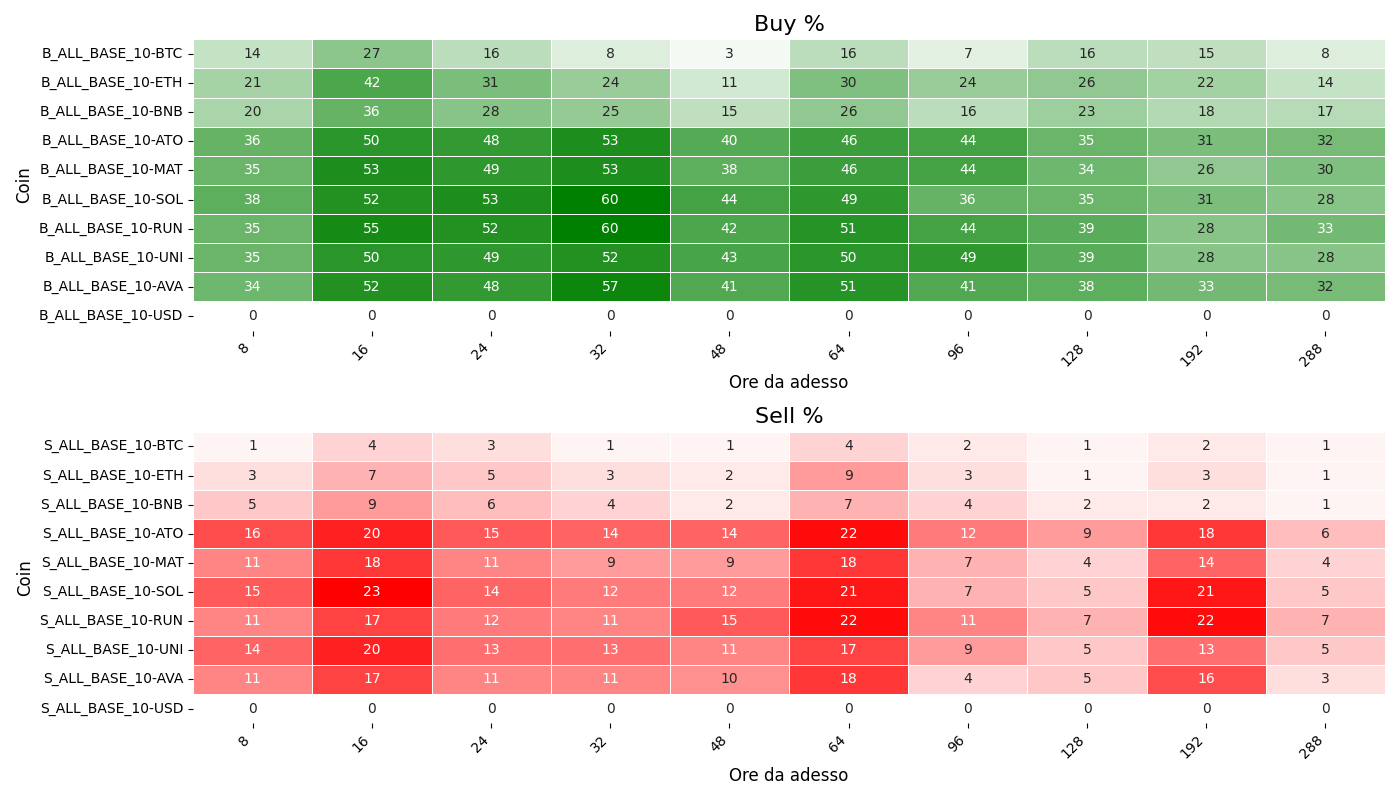 Buy %
Coin
B_ALL_BASE_10-BTC 14 27 16 8 3 16 7 16 15 8
B_ALL_BASE_10-ETH 21 42 31 24 11 30 24 26 22 14
B_ALL_BASE_10-BNB 20 36 28 25 15 26 16 23 18 17
B_ALL_BASE_10-ATO 36 50 48 53 40 46 44 35 31 32
B_ALL_BASE_10-MAT 35 53 49 53 38 46 44 34 26 30
B_ALL_BASE_10-SOL 38 52 53 60 44 49 36 35 31 28
B_ALL_BASE_10-RUN 35 55 52 60 42 51 44 39 28 33
B_ALL_BASE_10-UNI 35 50 49 52 43 50 49 39 28 28
B_ALL_BASE_10-AVA 34 52 48 57 41 51 41 38 33 32
B_ALL_BASE_10-USD 0 0 0 0 0 0 0 0 0 0
8 16 24 32 48 64 96 128 192 288
Ore da adesso
Sell %
Coin
S_ALL_BASE_10-BTC 1 4 3 1 1 4 2 1 2 1
S_ALL_BASE_10-ETH 3 7 5 3 2 9 3 1 3 1
S_ALL_BASE_10-BNB 5 9 6 4 2 7 4 2 2 1
S_ALL_BASE_10-ATO 16 20 15 14 14 22 12 9 18 6
S_ALL_BASE_10-MAT 11 18 11 9 9 18 7 4 14 4
S_ALL_BASE_10-SOL 15 23 14 12 12 21 7 5 21 5
S_ALL_BASE_10-RUN 11 17 12 11 15 22 11 7 22 7
S_ALL_BASE_10-UNI 14 20 13 13 11 17 9 5 13 5
S_ALL_BASE_10-AVA 11 17 11 11 10 18 4 5 16 3
S_ALL_BASE_10-USD 0 0 0 0 0 0 0 0 0 0
8 16 24 32 48 64 96 128 192 288
Ore da adesso